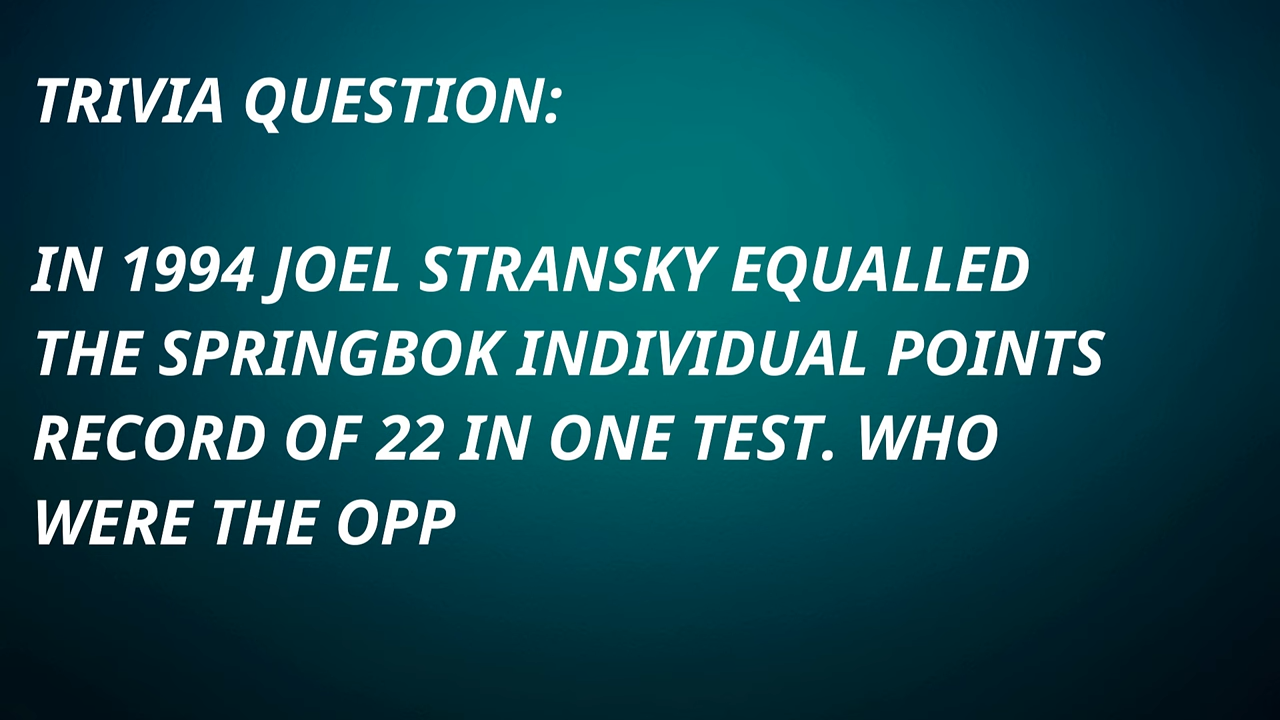 TRIVIA QUESTION:
IN 1994 JOEL STRANSKY EQUALLED
THE SPRINGBOK INDIVIDUAL POINTS
RECORD OF 22 IN ONE TEST. WHO
WERE THE OPP